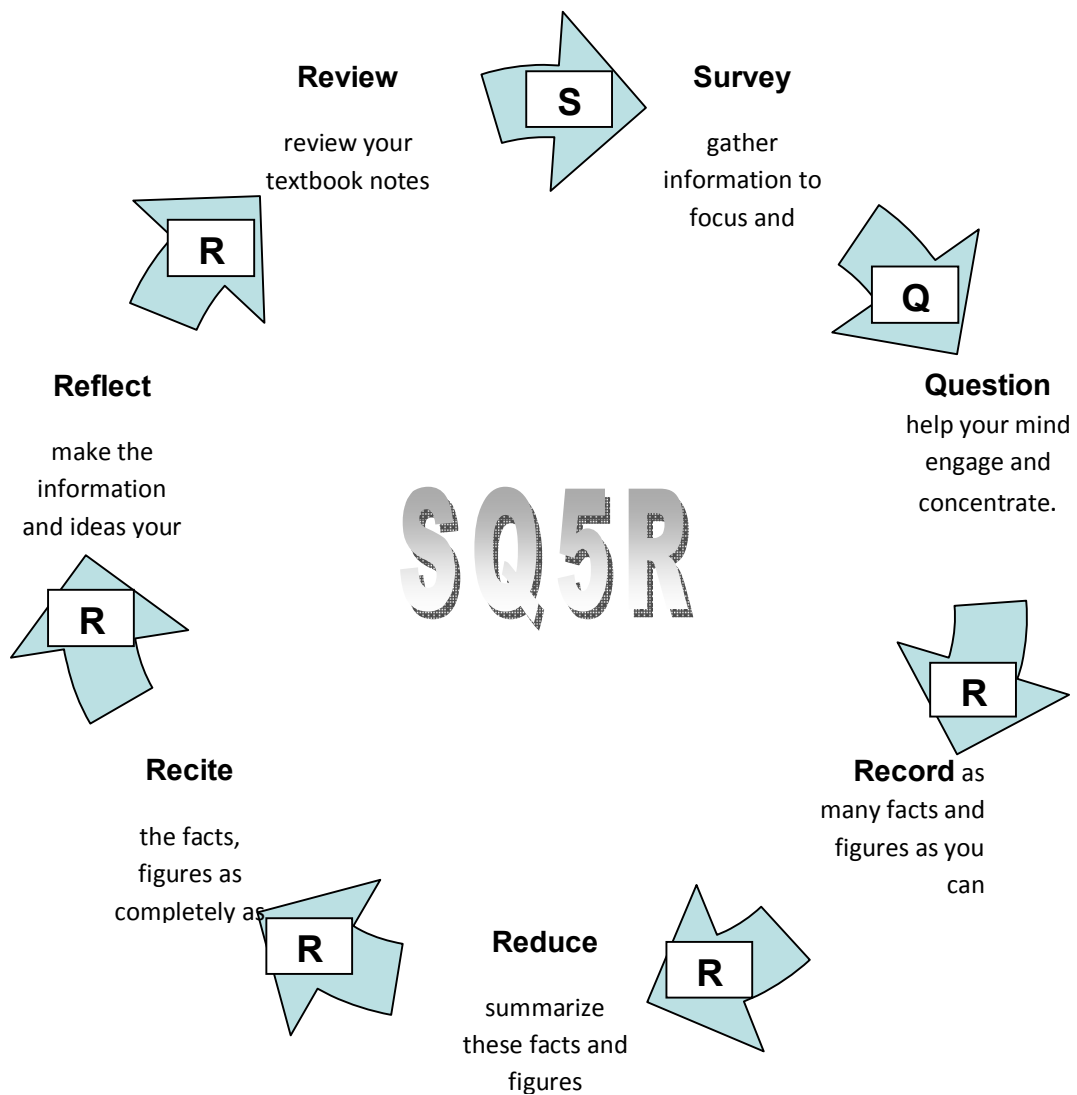 S
Survey
gather
information to
focus and
Q
Question
help your mind
engage and
concentrate.
R
Record as
many facts and
figures as you
can
R
Reduce
summarize
these facts and
figures
R
Recite
the facts,
figures as
completely as
R
Reflect
make the
information
and ideas your
R
Review
review your
textbook notes
SQ5R